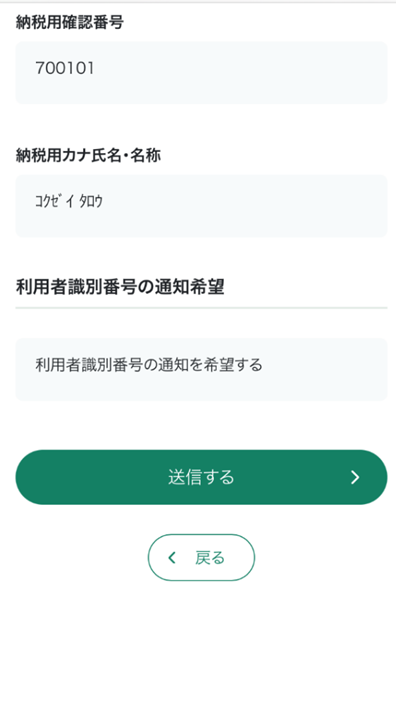 納税用確認番号
700101
納税用カナ氏名・名称
ｺｸｾﾞｲ ﾀﾛｳ
利用者識別番号の通知希望
利用者識別番号の通知を希望する
送信する
戻る